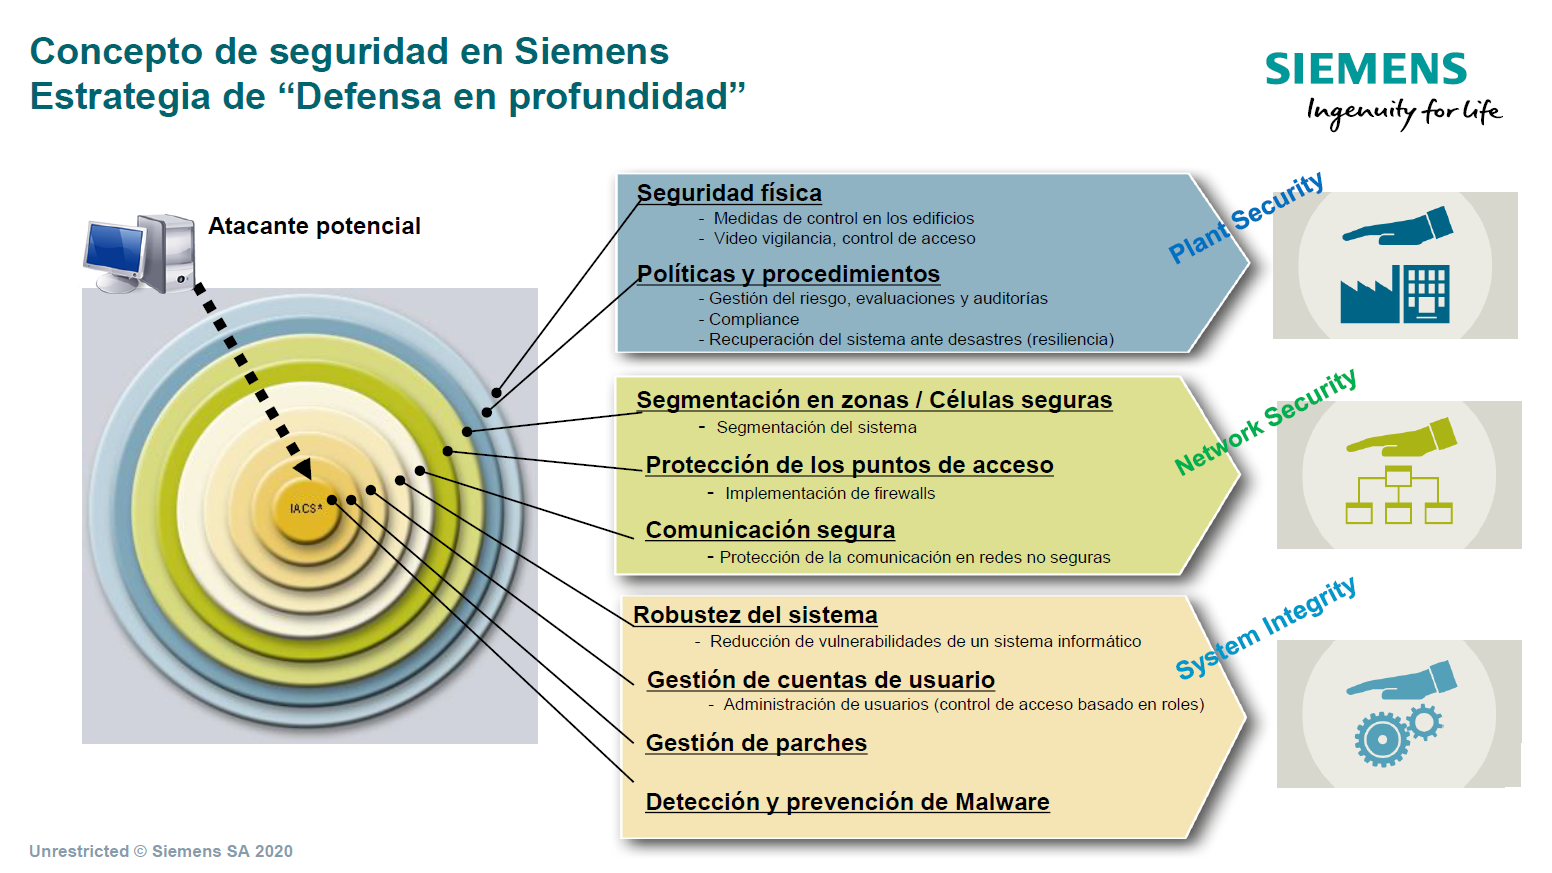 Concepto de seguridad en Siemens
Estrategia de “Defensa en profundidad”
SIEMENS
Ingenuity for life
Atacante potencial
IACS*
Seguridad física
- Medidas de control en los edificios
- Video vigilancia, control de acceso
Políticas y procedimientos
- Gestión del riesgo, evaluaciones y auditorías
- Compliance
- Recuperación del sistema ante desastres (resiliencia)
Plant Security
Segmentación en zonas / Células seguras
- Segmentación del sistema
Protección de los puntos de acceso
- Implementación de firewalls
Comunicación segura
- Protección de la comunicación en redes no seguras
Network Security
Robustez del sistema
- Reducción de vulnerabilidades de un sistema informático
Gestión de cuentas de usuario
- Administración de usuarios (control de acceso basado en roles)
Gestión de parches
Detección y prevención de Malware
System Integrity
Unrestricted © Siemens SA 2020